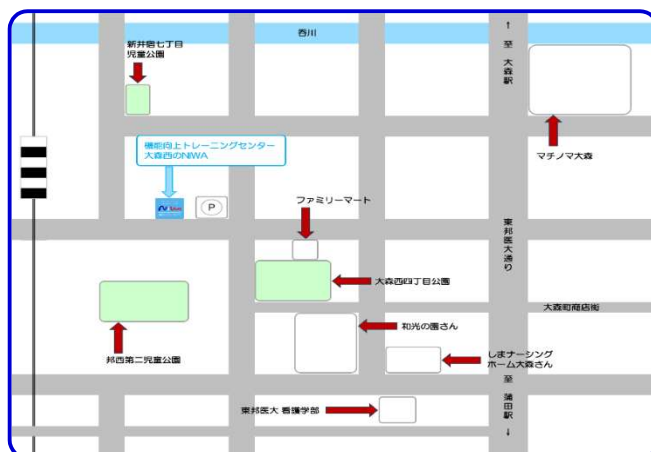 呑川
新井宿七丁目
児童公園
↑
至
大森駅
マチノマ大森
機能向上トレーニングセンター
大森西のNIWA
P
ファミリーマート
東邦医大通り
大森西四丁目公園
大森町商店街
和光の園さん
しまナーシング
ホーム大森さん
邦西第二児童公園
至
蒲田駅
↓
東邦医大 看護学部